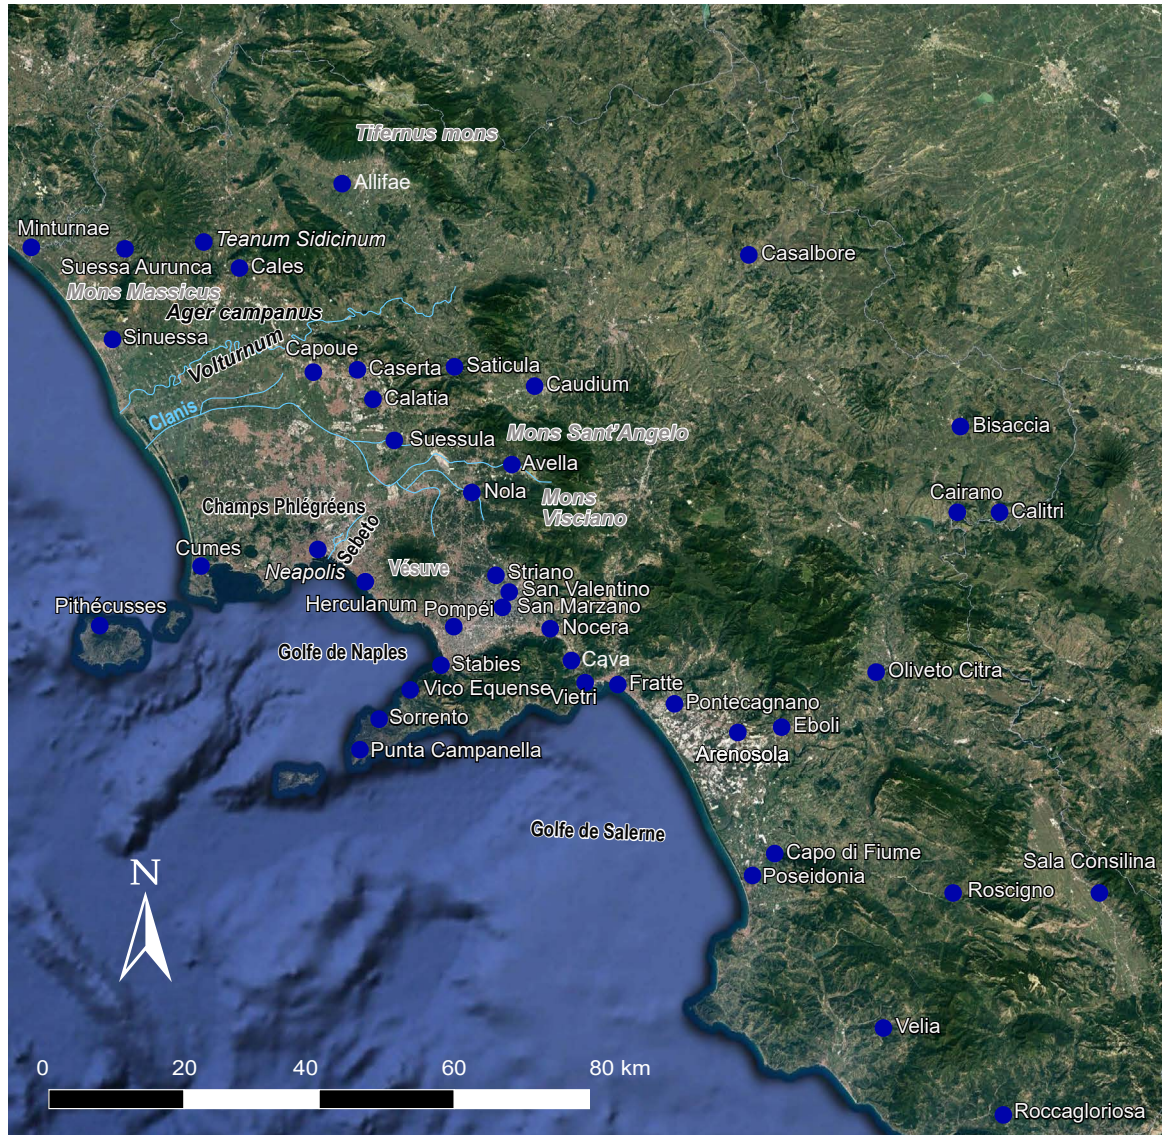 Tifernus mons
Allifae
Minturnae
Teanum Sidicinum
Suessa Aurunca
Cales
Casalbore
Mons Massicus
Ager campanus
Sinuessa
Volturnum
Capoue
Caserta
Saticula
Caudium
Calatia
Clanis
Suessula
Mons Sant'Angelo
Bisaccia
Avella
Nola
Mons
Visciano
Cairano
Calitri
Champs Phlégréens
Sebeto
Cumes
Neapolis
Vésuve
Striano
San Valentino
Herculanum
Pompéi
San Marzano
Pithécusses
Nocera
Golfe de Naples
Stabies
Cava
Oliveto Citra
Vico Equense
Vietri
Fratte
Pontecagnano
Sorrento
Eboli
Punta Campanella
Arenosola
Golfe de Salerne
Capo di Fiume
Sala Consilina
Poseidonia
Roscigno
N
Velia
0 20 40 60 80 km
Roccagloriosa